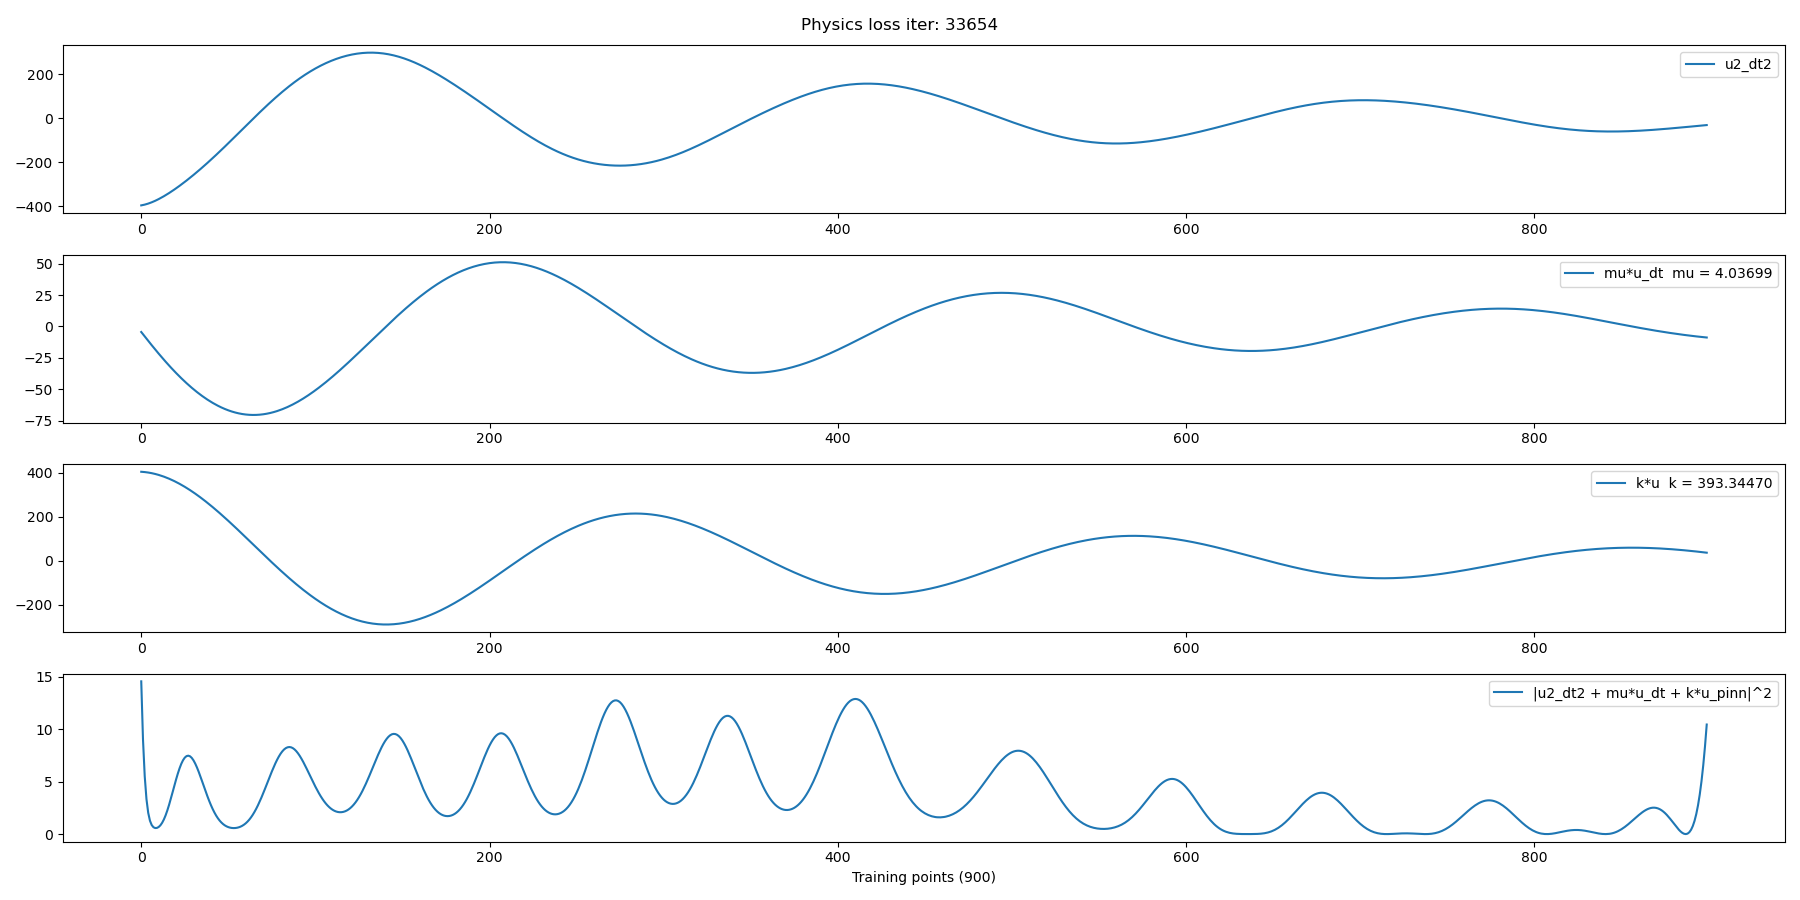 Physics loss iter: 33654
200
0
−200
−400
u2_dt2
0 200 400 600 800
50
25
0
−25
−50
−75
mu*u_dt  mu = 4.03699
0 200 400 600 800
400
200
0
−200
k*u  k = 393.34470
0 200 400 600 800
15
10
5
0
|u2_dt2 + mu*u_dt + k*u_pinn|^2
0 200 400 600 800
Training points (900)